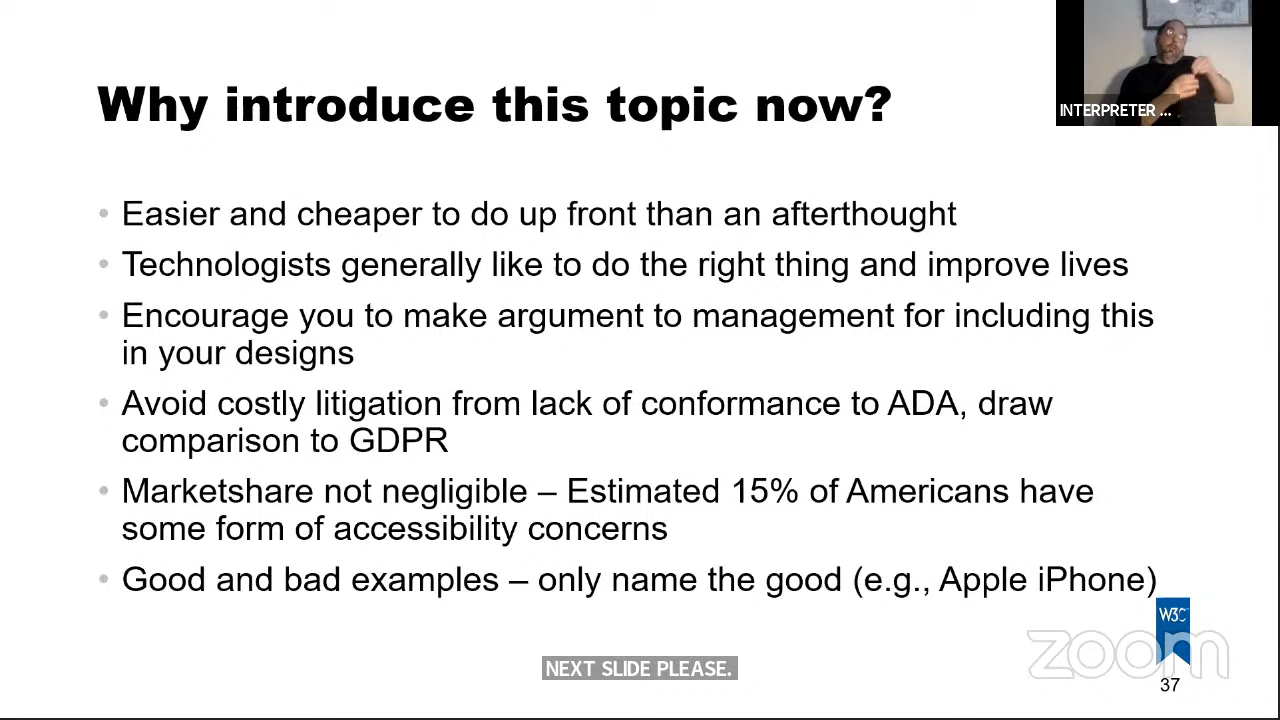 INTERPRETER ...
Why introduce this topic now?
• Easier and cheaper to do up front than an afterthought
• Technologists generally like to do the right thing and improve lives
• Encourage you to make argument to management for including this
in your designs
• Avoid costly litigation from lack of conformance to ADA, draw
comparison to GDPR
• Marketshare not negligible – Estimated 15% of Americans have
some form of accessibility concerns
• Good and bad examples – only name the good (e.g., Apple iPhone)
W3C
zoom
NEXT SLIDE PLEASE.
37